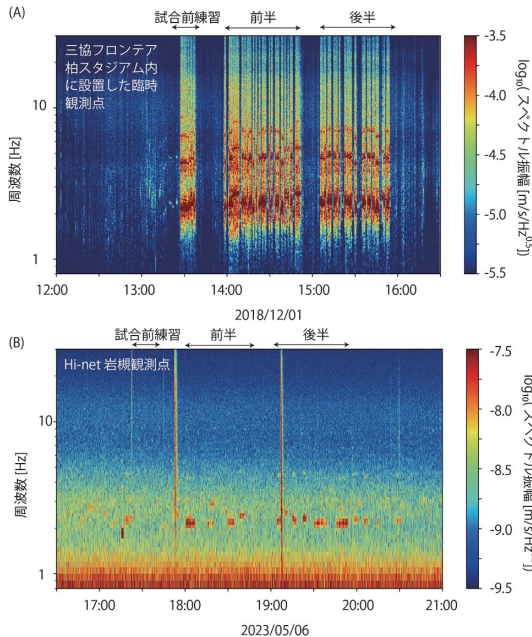 (A)
試合前練習 前半 後半
三協フロンテア
柏スタジアム内
に設置した臨時
観測点
周波数 [Hz]
10
1
12:00 13:00 14:00 15:00 16:00
2018/12/01
-3.5
-4.0
-4.5
-5.0
-5.5
log₁₀( スペクトル振幅 [m/s/Hz⁰·⁵])
(B)
試合前練習 前半 後半
Hi-net 岩槻観測点
周波数 [Hz]
10
1
17:00 18:00 19:00 20:00 21:00
2023/05/06
-7.5
-8.0
-8.5
-9.0
-9.5
log₁₀( スペクトル振幅 [m/s/Hz